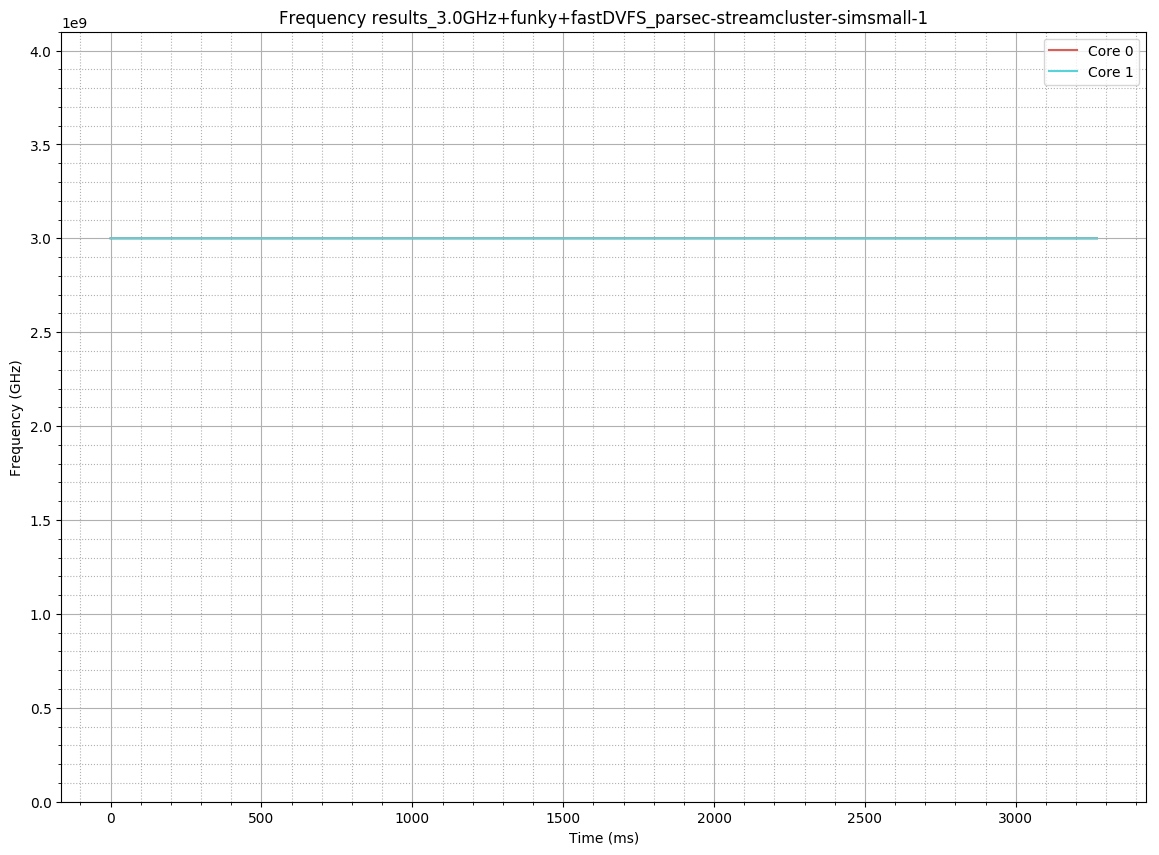 Frequency results_3.0GHz+funky+fastDVFS_parsec-streamcluster-simsmall-1
1e9
Core 0
Core 1
4.0
3.5
3.0
2.5
2.0
1.5
1.0
0.5
0.0
Frequency (GHz)
0 500 1000 1500 2000 2500 3000
Time (ms)